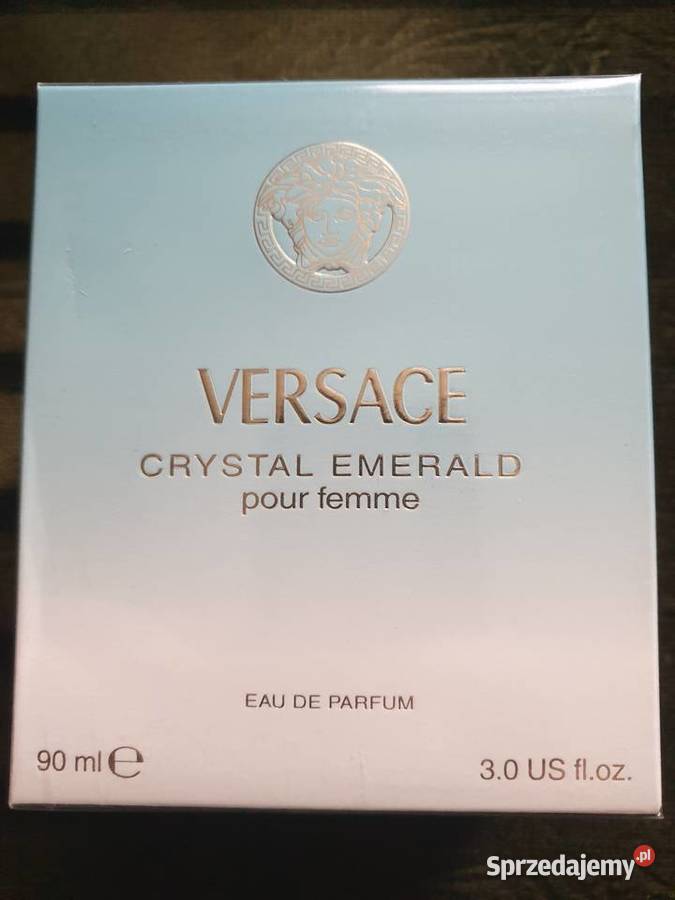 VERSACE
CRYSTAL EMERALD
pour femme
EAU DE PARFUM
90 ml ℮
3.0 US fl.oz.
Sprzedajemy.pl